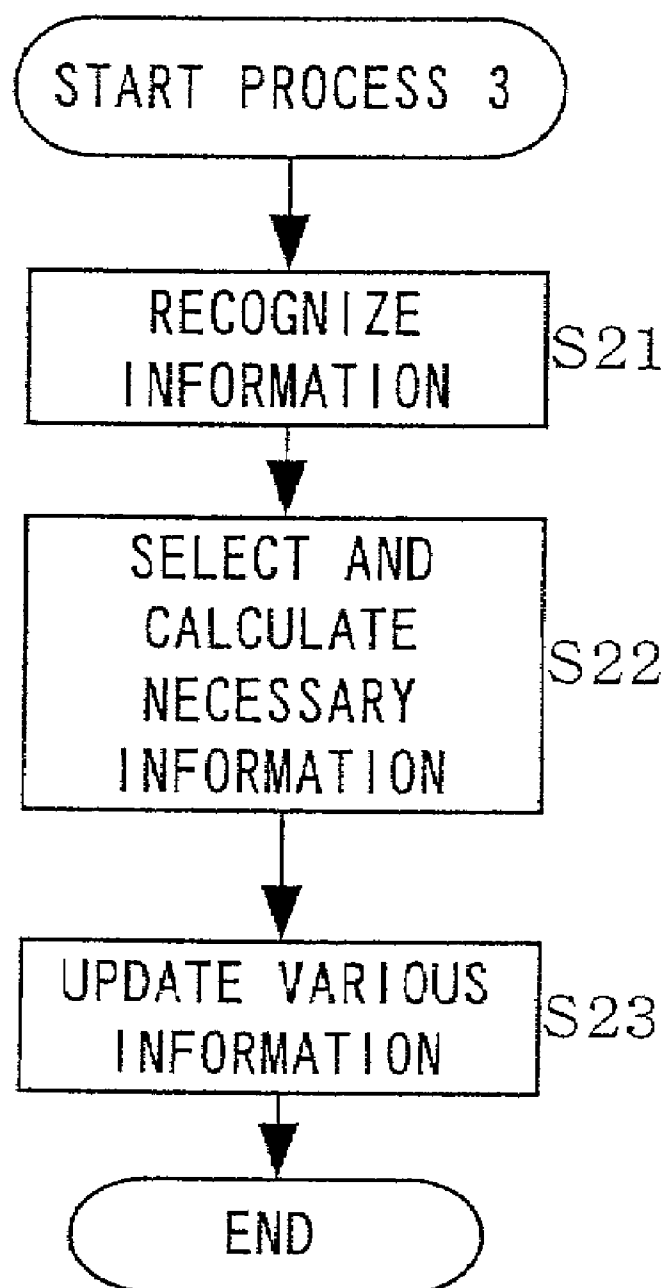 START PROCESS 3
RECOGNIZE
INFORMATION
S21
SELECT AND
CALCULATE
NECESSARY
INFORMATION
S22
UPDATE VARIOUS
INFORMATION
S23
END